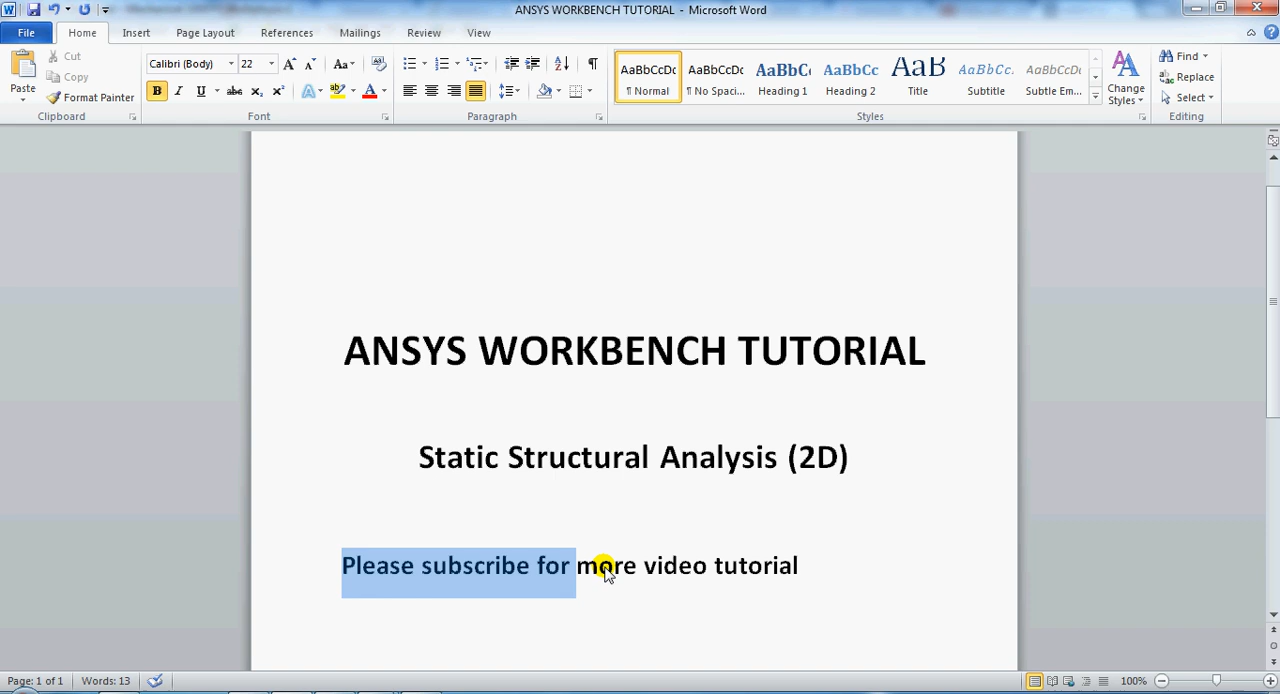 ANSYS WORKBENCH TUTORIAL - Microsoft Word
File Home Insert Page Layout References Mailings Review View
Paste
Cut
Copy
Format Painter
Clipboard
Calibri (Body) 22
Font
Paragraph
AaBbCcDc AaBbCcDc AaBbC AaBbCc AaB AaBbCc. AaBbCcDc
¶ Normal ¶ No Spaci... Heading 1 Heading 2 Title Subtitle Subtle Em...
Change Styles
Styles
Find
Replace
Select
Editing
ANSYS WORKBENCH TUTORIAL
Static Structural Analysis (2D)
Please subscribe for more video tutorial
Page: 1 of 1 Words: 13 100%